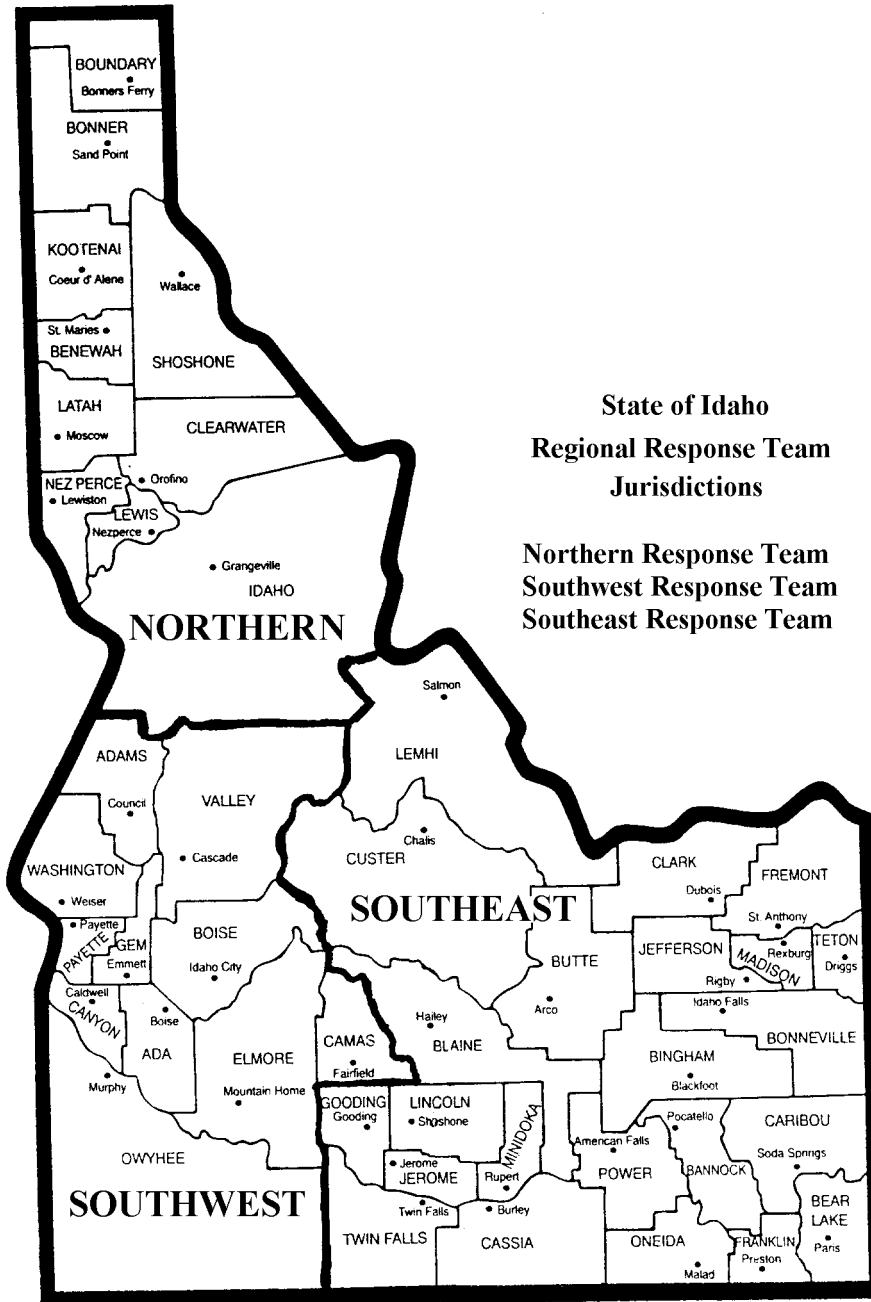 BOUNDARY
Bonners Ferry
BONNER
Sand Point
KOOTENAI
Coeur d' Alene
Wallace
St. Maries
BENEWAH
SHOSHONE
LATAH
Moscow
CLEARWATER
NEZ PERCE
Lewiston
Orofino
LEWIS
Nezperce
Grangeville
IDAHO
NORTHERN
State of Idaho
Regional Response Team
Jurisdictions
Northern Response Team
Southwest Response Team
Southeast Response Team
Salmon
LEMHI
ADAMS
Council
VALLEY
Cascade
Chalis
CUSTER
WASHINGTON
Weiser
SOUTHEAST
CLARK
Dubois
FREMONT
St. Anthony
Payette
PAYETTE
GEM
Emmett
BOISE
Idaho City
BUTTE
Arco
JEFFERSON
Rigby
MADISON
Rexburg
TETON
Driggs
Caldwell
CANYON
Boise
ADA
Murphy
ELMORE
Mountain Home
CAMAS
Fairfield
Hailey
BLAINE
Idaho Falls
BONNEVILLE
BINGHAM
Blackfoot
GOODING
Gooding
LINCOLN
Shoshone
MINIDOKA
Jerome
JEROME
Rupert
American Falls
POWER
Pocatello
BANNOCK
CARIBOU
Soda Springs
OWYHEE
SOUTHWEST
Twin Falls
TWIN FALLS
Burley
CASSIA
ONEIDA
Malad
FRANKLIN
Preston
BEAR
LAKE
Paris